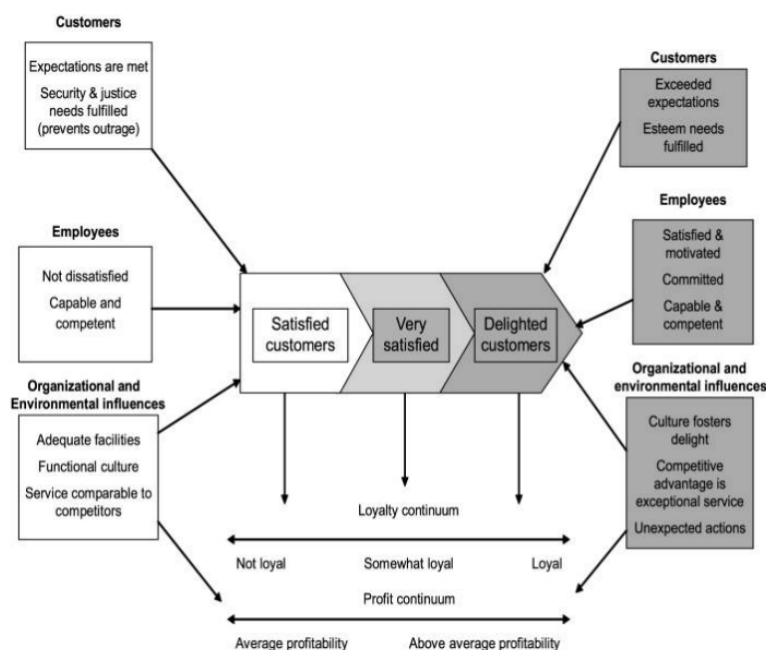 Customers
Expectations are met
Security & justice
needs fulfilled
(prevents outrage)
Employees
Not dissatisfied
Capable and
competent
Organizational and
Environmental influences
Adequate facilities
Functional culture
Service comparable to
competitors
Satisfied
customers
Very
satisfied
Delighted
customers
Customers
Exceeded
expectations
Esteem needs
fulfilled
Employees
Satisfied &
motivated
Committed
Capable &
competent
Organizational and
environmental influences
Culture fosters
delight
Competitive
advantage is
exceptional service
Unexpected actions
Loyalty continuum
Not loyal Somewhat loyal Loyal
Profit continuum
Average profitability Above average profitability